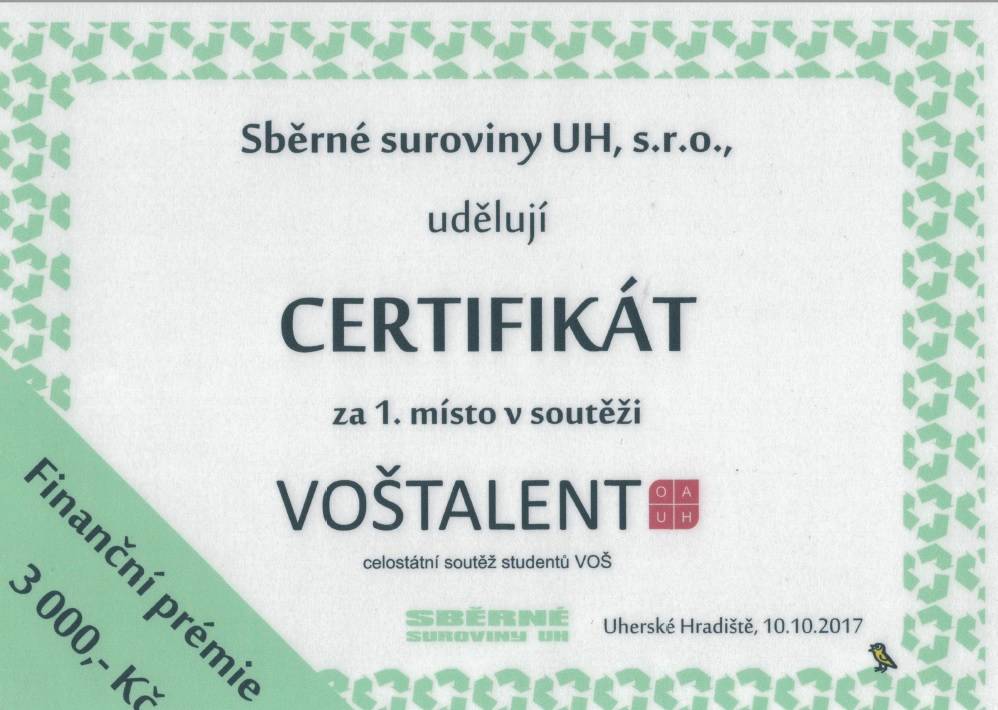 Sběrné suroviny UH, s.r.o.,
udělují
CERTIFIKÁT
za 1. místo v soutěži
VOŠTALENT
O A
U H
celostátní soutěž studentů VOŠ
SBĚRNÉ
SUROVINY UH
Uherské Hradiště, 10.10.2017
Finanční prémie
3 000,- Kč